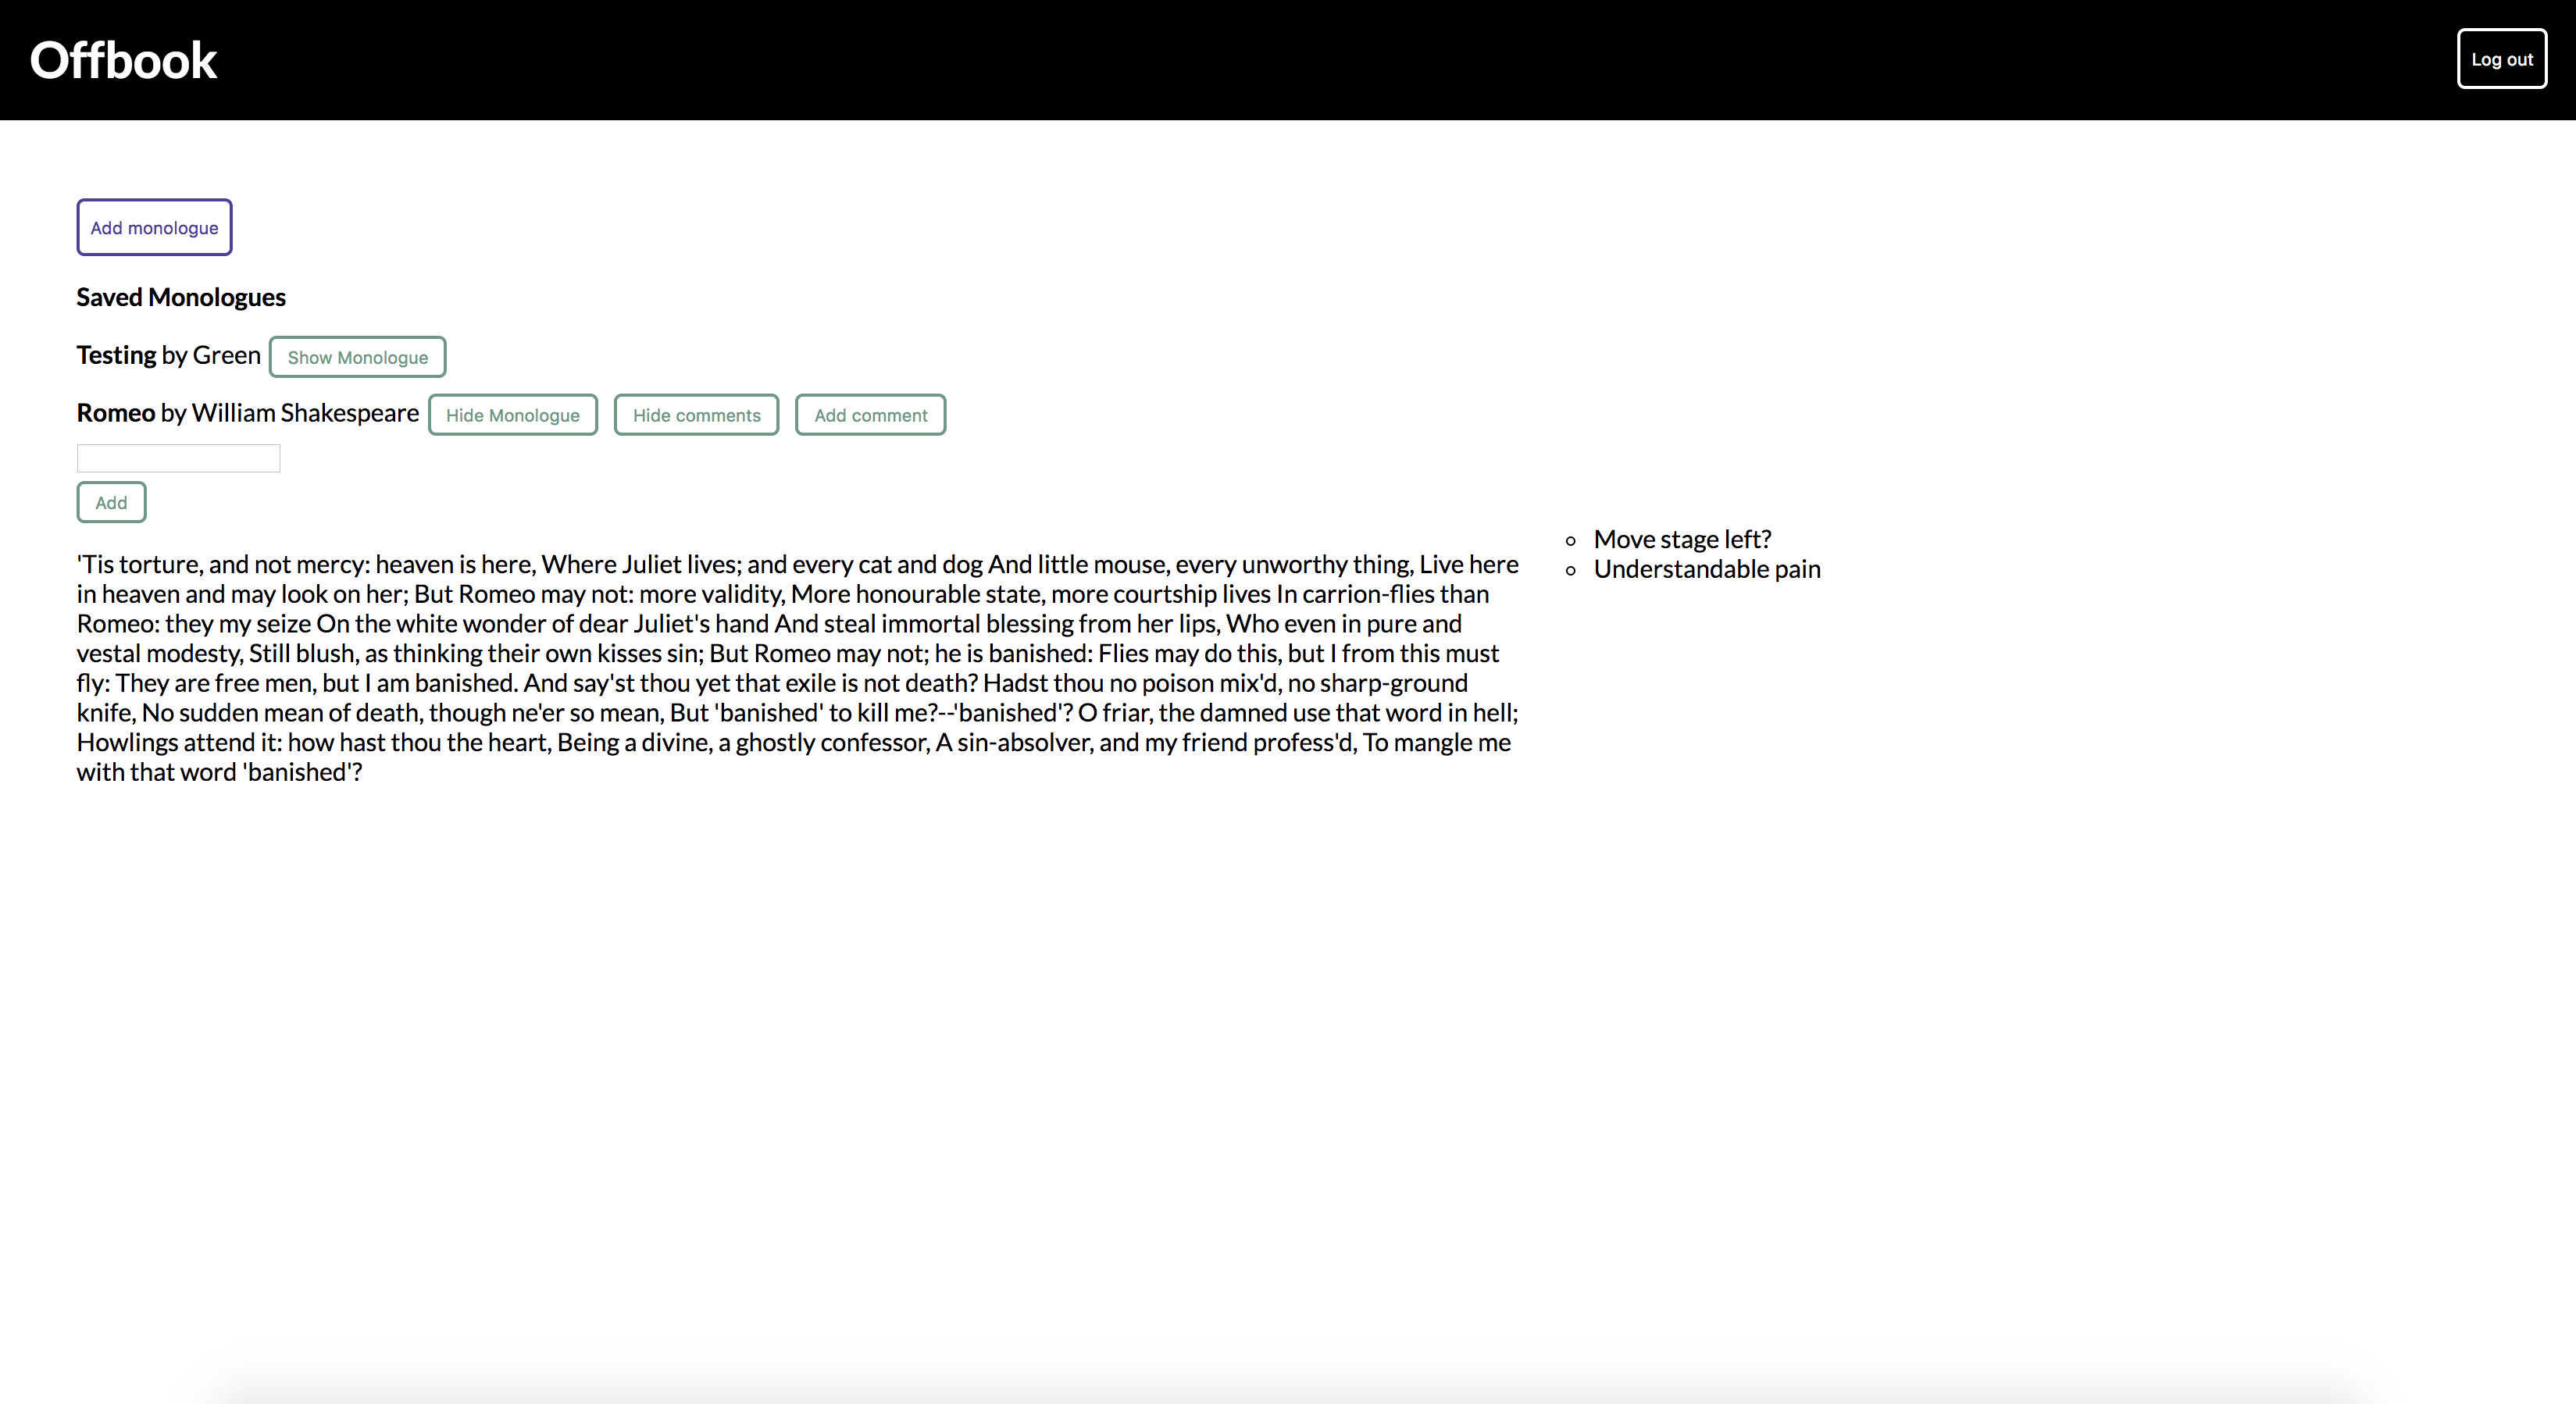 Offbook
Log out
Add monologue
Saved Monologues
Testing by Green Show Monologue
Romeo by William Shakespeare Hide Monologue Hide comments Add comment
Add
'Tis torture, and not mercy: heaven is here, Where Juliet lives; and every cat and dog And little mouse, every unworthy thing, Live here
in heaven and may look on her; But Romeo may not: more validity, More honourable state, more courtship lives In carrion-flies than
Romeo: they my seize On the white wonder of dear Juliet's hand And steal immortal blessing from her lips, Who even in pure and
vestal modesty, Still blush, as thinking their own kisses sin; But Romeo may not; he is banished: Flies may do this, but I from this must
fly: They are free men, but I am banished. And say'st thou yet that exile is not death? Hadst thou no poison mix'd, no sharp-ground
knife, No sudden mean of death, though ne'er so mean, But 'banished' to kill me?--'banished'? O friar, the damned use that word in hell;
Howlings attend it: how hast thou the heart, Being a divine, a ghostly confessor, A sin-absolver, and my friend profess'd, To mangle me
with that word 'banished'?
Move stage left?
Understandable pain